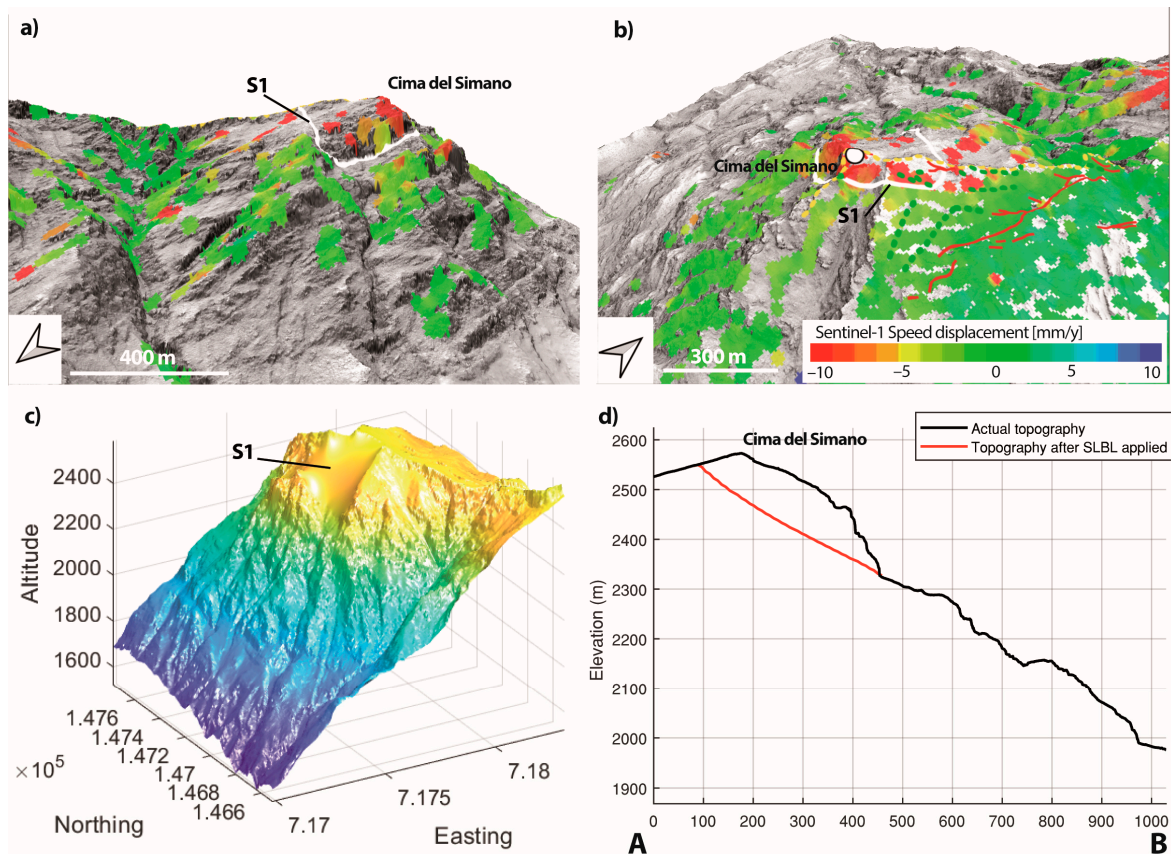 a)
S1
Cima del Simano
400 m
b)
Cima del Simano
S1
300 m
Sentinel-1 Speed displacement [mm/y]
−10 −5 0 5 10
c)
S1
Altitude
2400
2200
2000
1800
1600
1.476
1.474
1.472
1.47
1.468
1.466
×10⁵
Northing
7.17
7.175
7.18
Easting
d)
Actual topography
Topography after SLBL applied
Cima del Simano
Elevation (m)
2600
2500
2400
2300
2200
2100
2000
1900
0 100 200 300 400 500 600 700 800 900 1000
A B